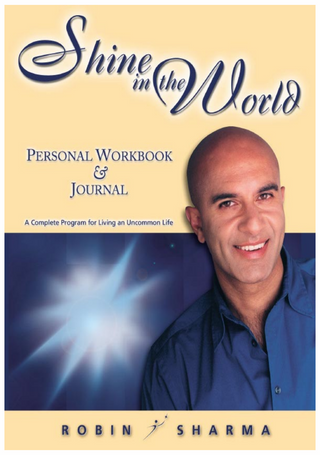 Shine
in the
World
PERSONAL WORKBOOK
&
JOURNAL
A Complete Program for Living an Uncommon Life
ROBIN SHARMA